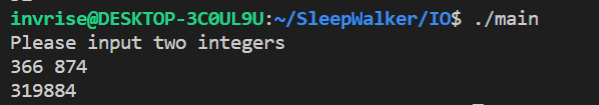 invrise@DESKTOP-3C0UL9U:~/SleepWalker/IO$ ./main
Please input two integers
366 874
319884